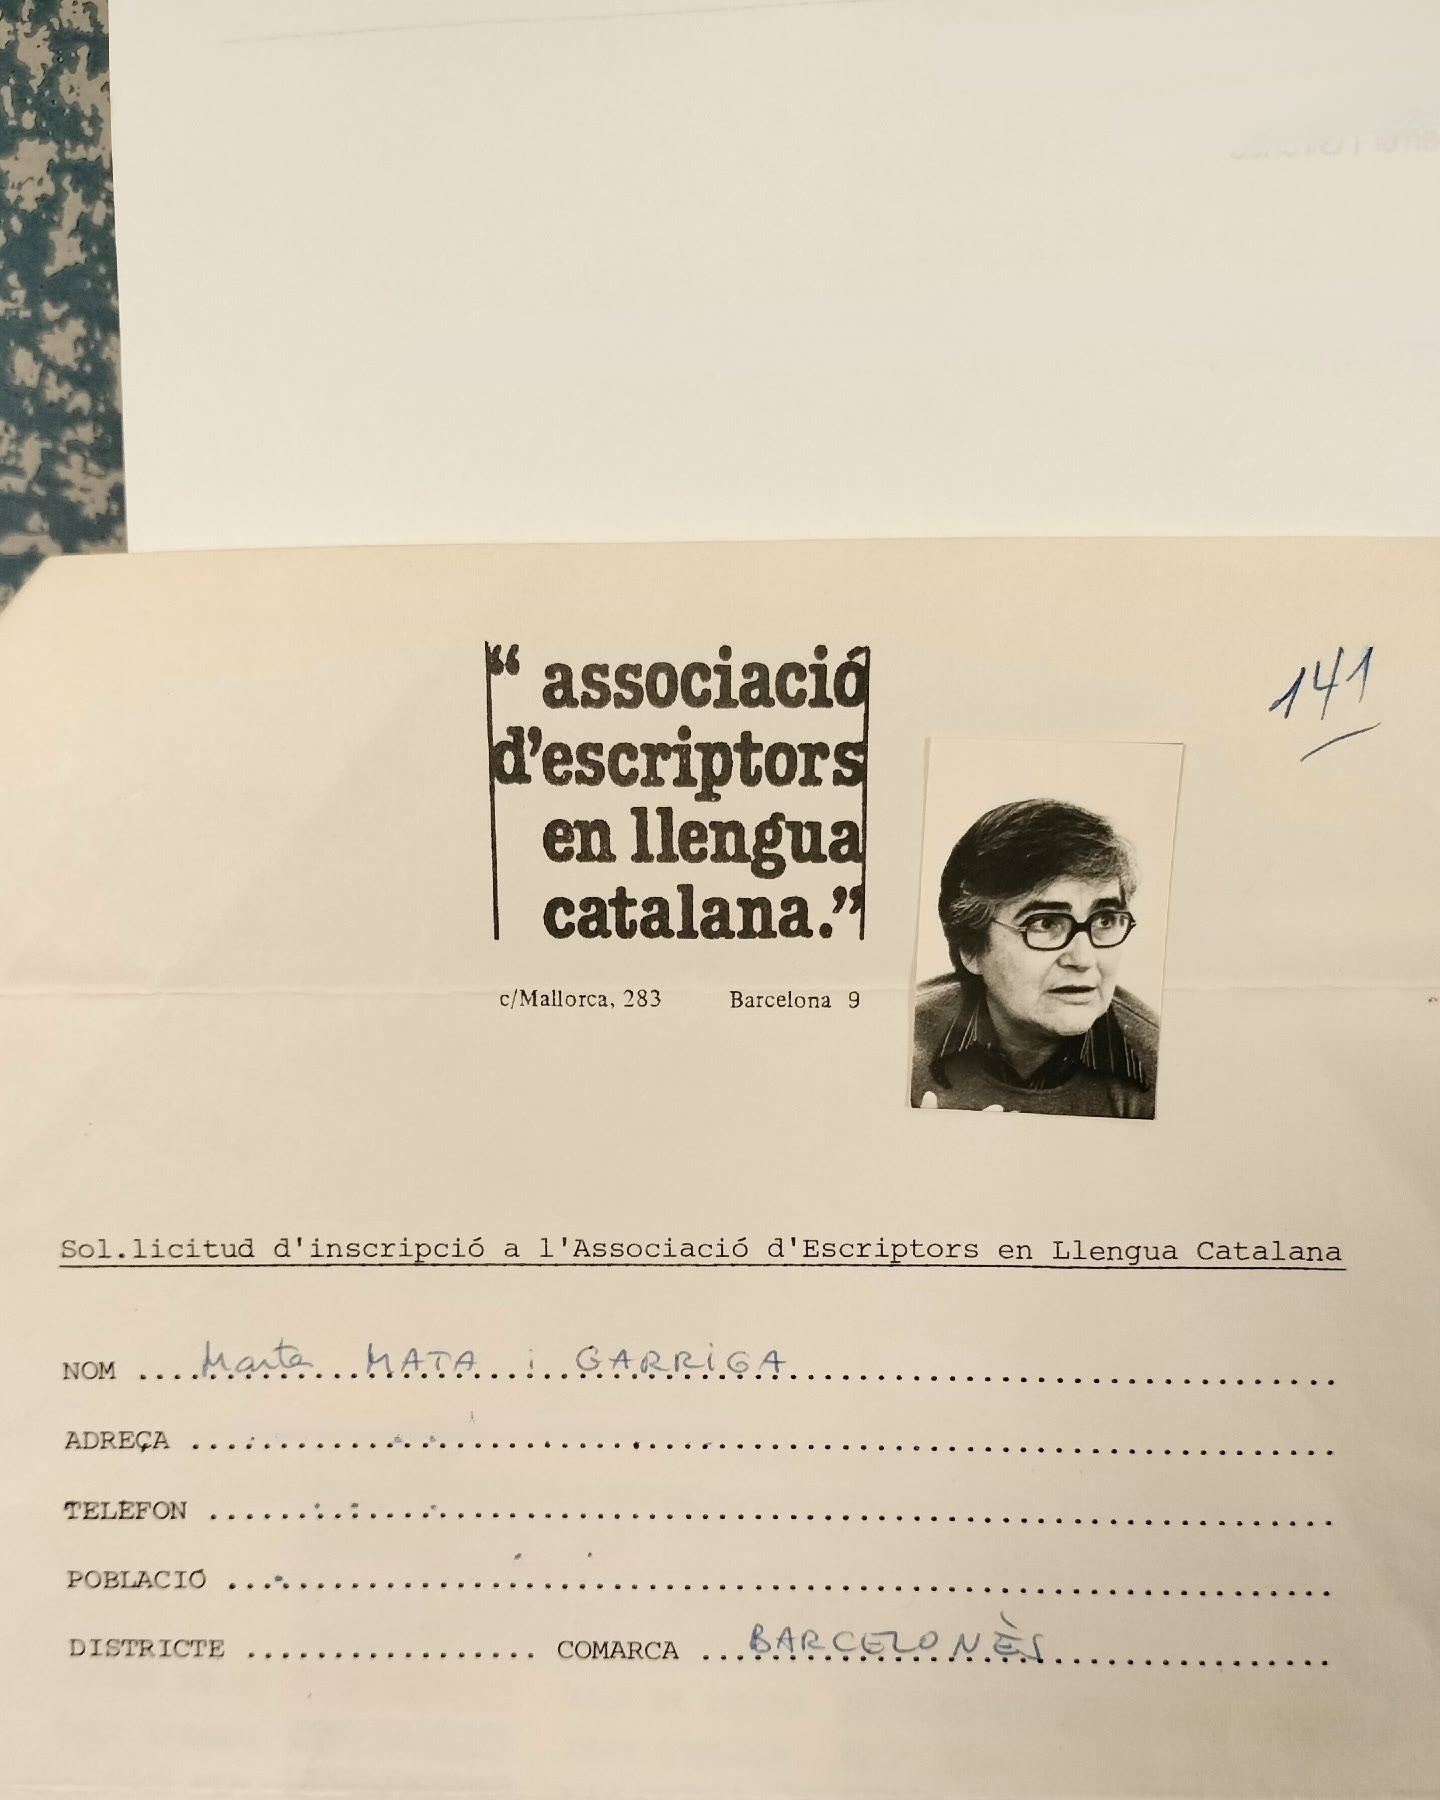 141
“ associació
d’escriptors
en llengua
catalana.”
c/Mallorca, 283 Barcelona 9
Sol.licitud d'inscripció a l'Associació d'Escriptors en Llengua Catalana
NOM .... Marta MATA i GARRIGA
ADREÇA
TELÈFON
POBLACIÓ
DISTRICTE COMARCA BARCELONÈS